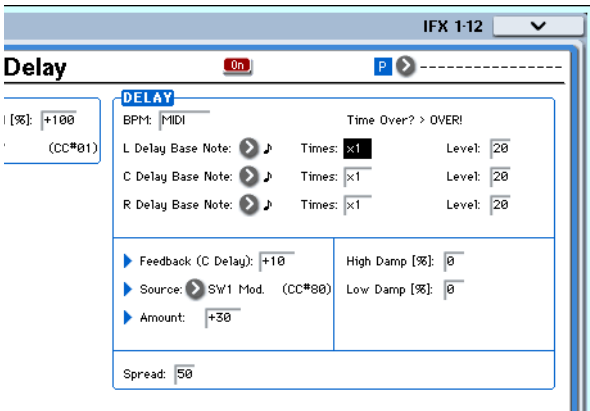 IFX 1-12
Delay On P ----------------
DELAY
[%]: +100 BPM: MIDI Time Over? > OVER!
(CC#01) L Delay Base Note: ♪ Times: x1 Level: 20
C Delay Base Note: ♪ Times: x1 Level: 20
R Delay Base Note: ♪ Times: x1 Level: 20
Feedback (C Delay): +10 High Damp [%]: 0
Source: SW1 Mod. (CC#80) Low Damp [%]: 0
Amount: +30
Spread: 50